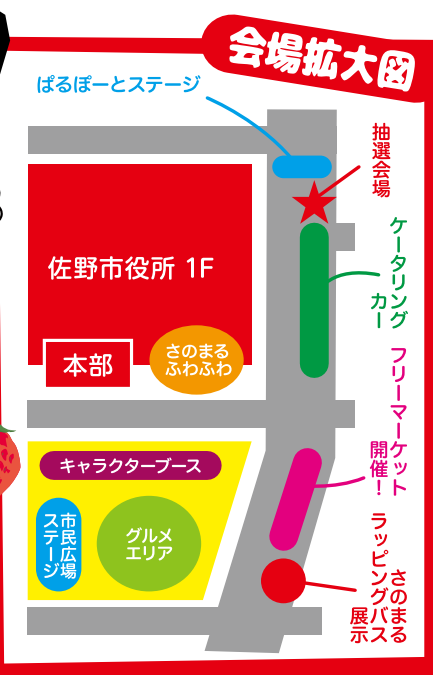 会場拡大図
ぱるぽーとステージ
抽選会場
佐野市役所 1F
ケータリング
カー
本部
さのまる
ふわふわ
フリーマーケット
開催！
キャラクターブース
市民広場
ステージ
グルメ
エリア
さのまる
ラッピングバス
展示